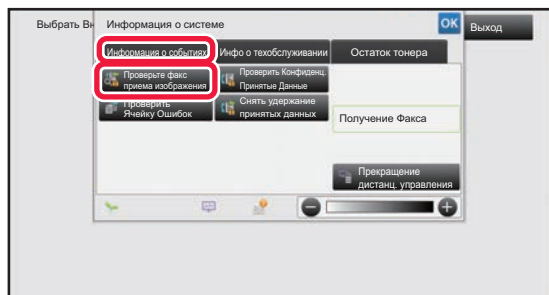 Выбрать Вн
Информация о системе
OK
Выход
Информация о событиях
Инфо о техобслуживании
Остаток тонера
Проверьте факс
приема изображения
Проверить Конфиденц.
Принятые Данные
Проверить
Ячейку Ошибок
Снять удержание
принятых данных
Получение Факса
Прекращение
дистанц. управления